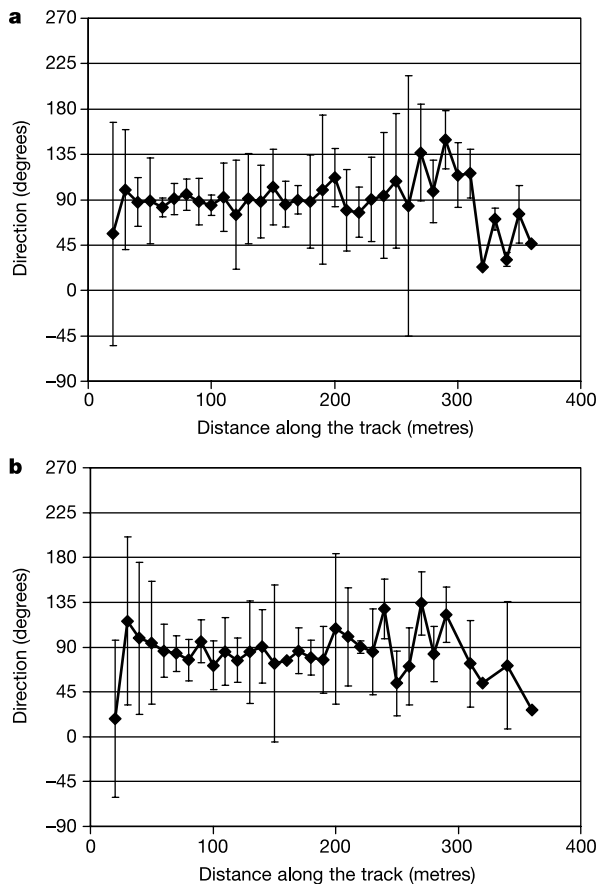 a
270
225
180
135
90
45
0
–45
–90
Direction (degrees)
0 100 200 300 400
Distance along the track (metres)
b
270
225
180
135
90
45
0
–45
–90
Direction (degrees)
0 100 200 300 400
Distance along the track (metres)